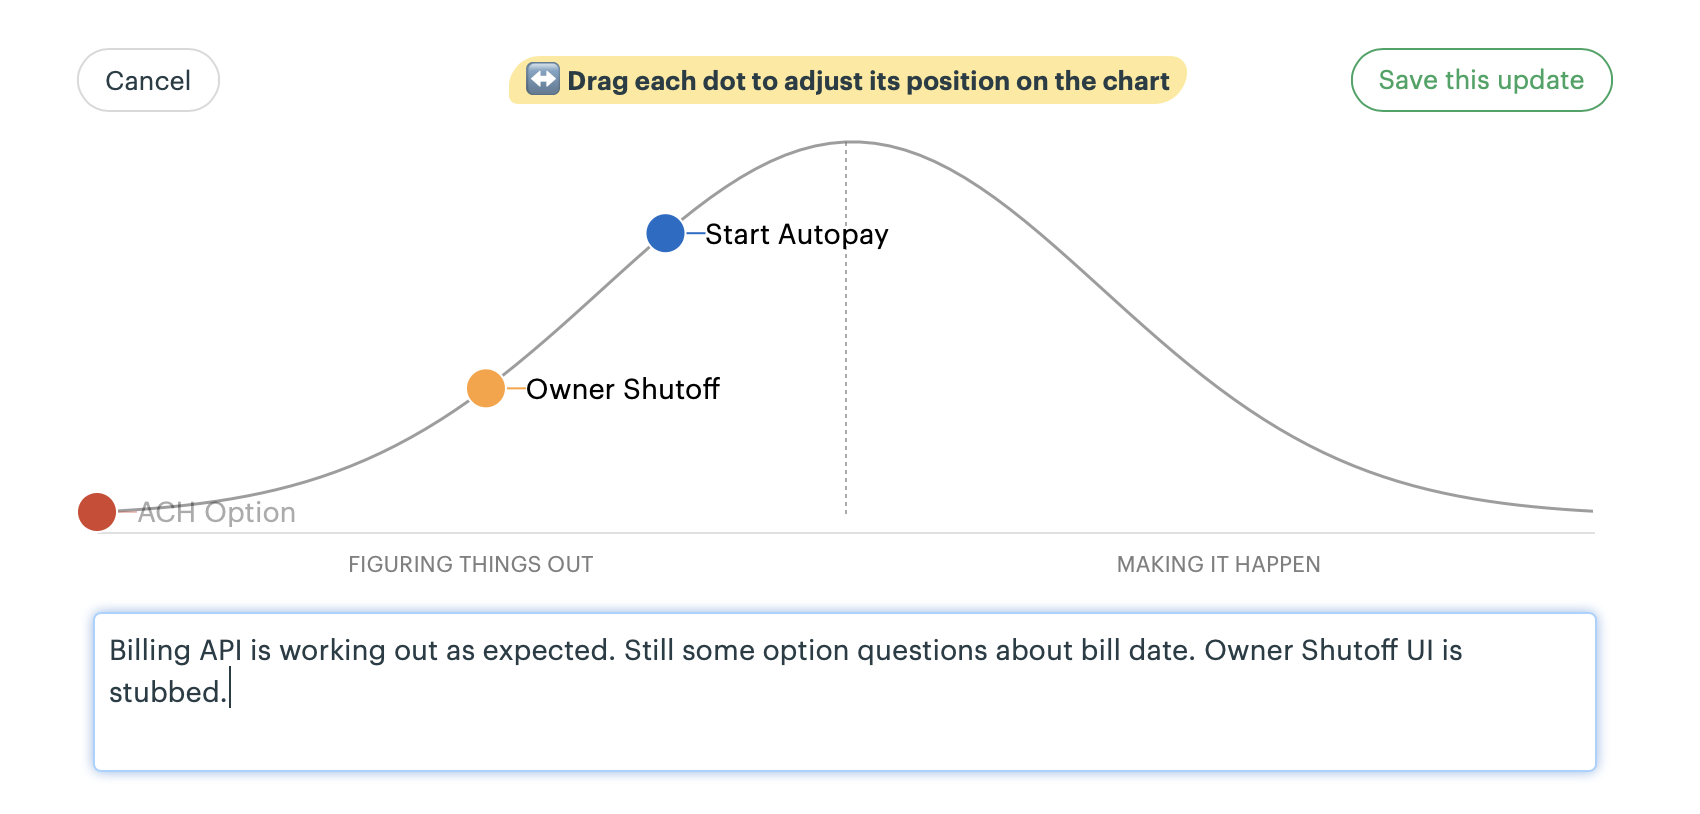 Cancel
↔️ Drag each dot to adjust its position on the chart
Save this update
Start Autopay
Owner Shutoff
ACH Option
FIGURING THINGS OUT
MAKING IT HAPPEN
Billing API is working out as expected. Still some option questions about bill date. Owner Shutoff UI is
stubbed.